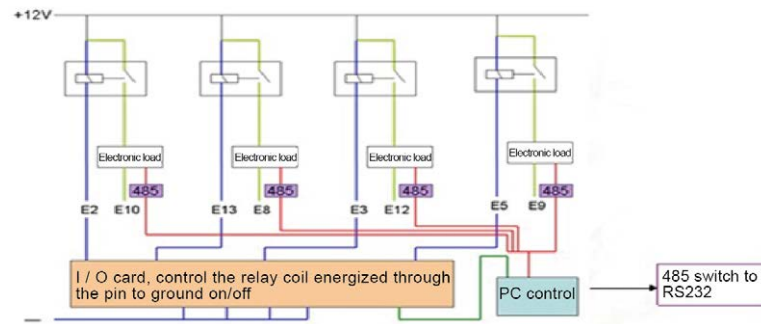 +12V
Electronic load
Electronic load
Electronic load
Electronic load
485
485
485
485
E2
E10
E13
E8
E3
E12
E5
E9
I / O card, control the relay coil energized through
the pin to ground on/off
PC control
485 switch to
RS232